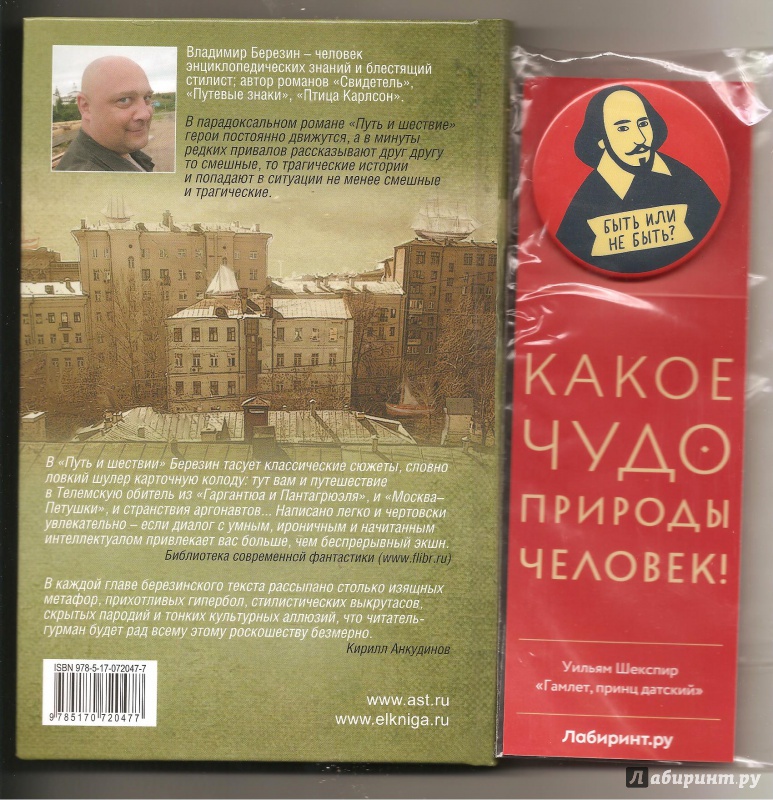 Владимир Березин – человек
энциклопедических знаний и блестящий
стилист; автор романов «Свидетель»,
«Путевые знаки», «Птица Карлсон».
В парадоксальном романе «Путь и шествие»
герои постоянно движутся, а в минуты
редких привалов рассказывают друг другу
то смешные, то трагические истории
и попадают в ситуации не менее смешные
и трагические.
В «Путь и шествии» Березин тасует классические сюжеты, словно
ловкий шулер карточную колоду: тут вам и путешествие
в Телемскую обитель из «Гаргантюа и Пантагрюэля», и «Москва–
Петушки», и странствия аргонавтов... Написано легко и чертовски
увлекательно – если диалог с умным, ироничным и начитанным
интеллектуалом привлекает вас больше, чем беспрерывный экшн.
Библиотека современной фантастики (www.flibr.ru)
В каждой главе березинского текста рассыпано столько изящных
метафор, прихотливых гипербол, стилистических выкрутасов,
скрытых пародий и тонких культурных аллюзий, что читатель-
гурман будет рад всему этому роскошеству безмерно.
Кирилл Анкудинов
ISBN 978-5-17-072047-7
9785170720477
www.ast.ru
www.elkniga.ru
БЫТЬ ИЛИ
НЕ БЫТЬ?
КАКОЕ
ЧУДО
ПРИРОДЫ
ЧЕЛОВЕК!
Уильям Шекспир
«Гамлет, принц датский»
Лабиринт.ру
Лабиринт.ру